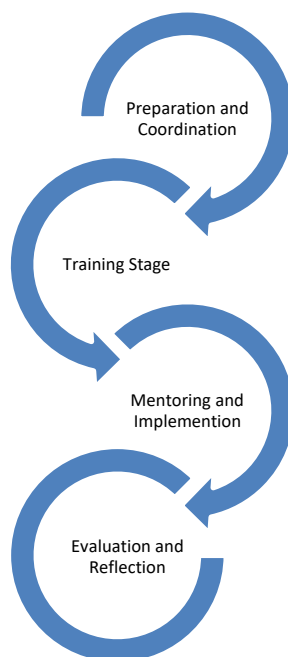 Preparation and
Coordination
Training Stage
Mentoring and
Implemention
Evaluation and
Reflection